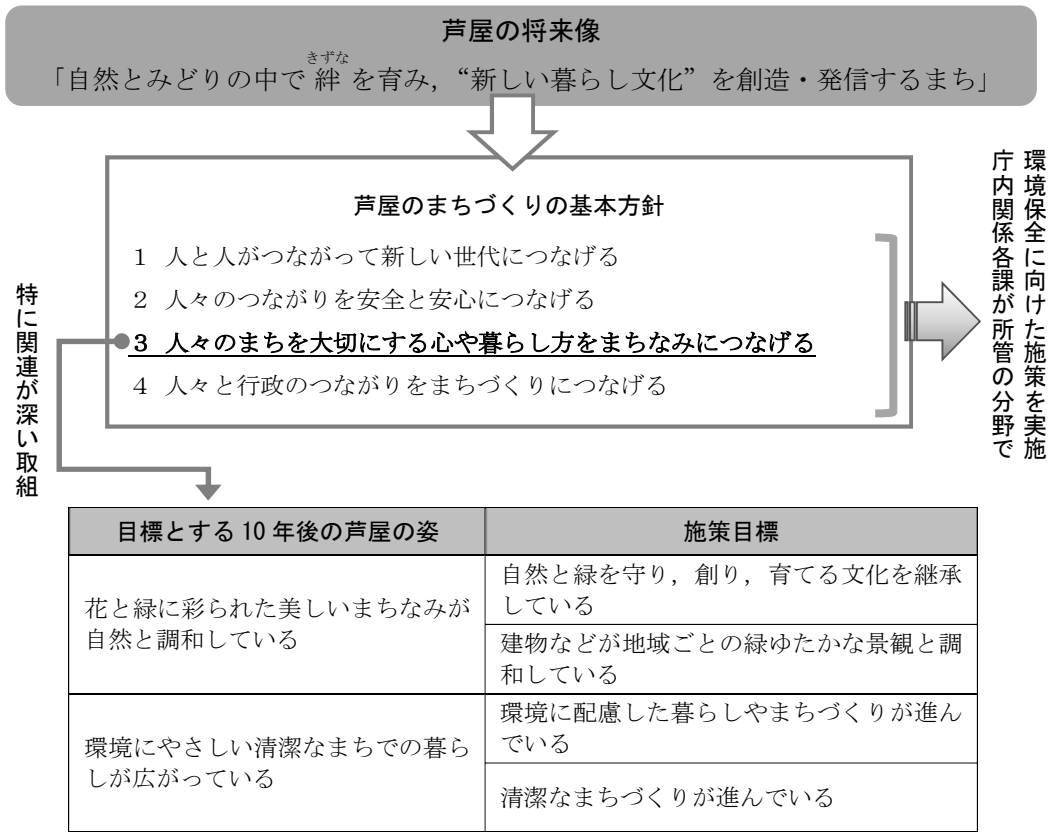 芦屋の将来像
「自然とみどりの中で絆を育み，“新しい暮らし文化”を創造・発信するまち」
きずな
芦屋のまちづくりの基本方針
1 人と人がつながって新しい世代につなげる
2 人々のつながりを安全と安心につなげる
3 人々のまちを大切にする心や暮らし方をまちなみにつなげる
4 人々と行政のつながりをまちづくりにつなげる
環境保全に向けた施策を実施
庁内関係各課が所管の分野で
特に関連が深い取組
目標とする 10 年後の芦屋の姿
施策目標
花と緑に彩られた美しいまちなみが
自然と調和している
自然と緑を守り，創り，育てる文化を継承
している
建物などが地域ごとの緑ゆたかな景観と調
和している
環境にやさしい清潔なまちでの暮ら
しが広がっている
環境に配慮した暮らしやまちづくりが進ん
でいる
清潔なまちづくりが進んでいる